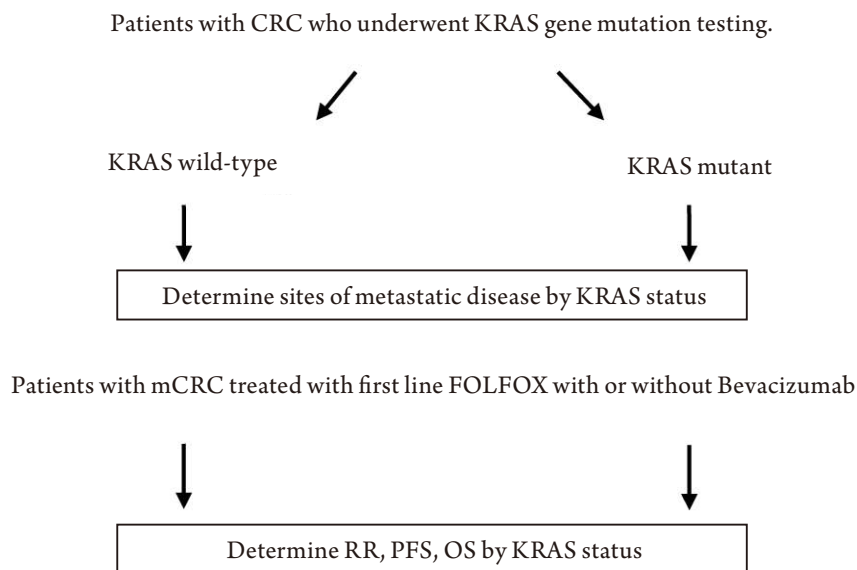 Patients with CRC who underwent KRAS gene mutation testing.
KRAS wild-type
KRAS mutant
Determine sites of metastatic disease by KRAS status
Patients with mCRC treated with first line FOLFOX with or without Bevacizumab
Determine RR, PFS, OS by KRAS status